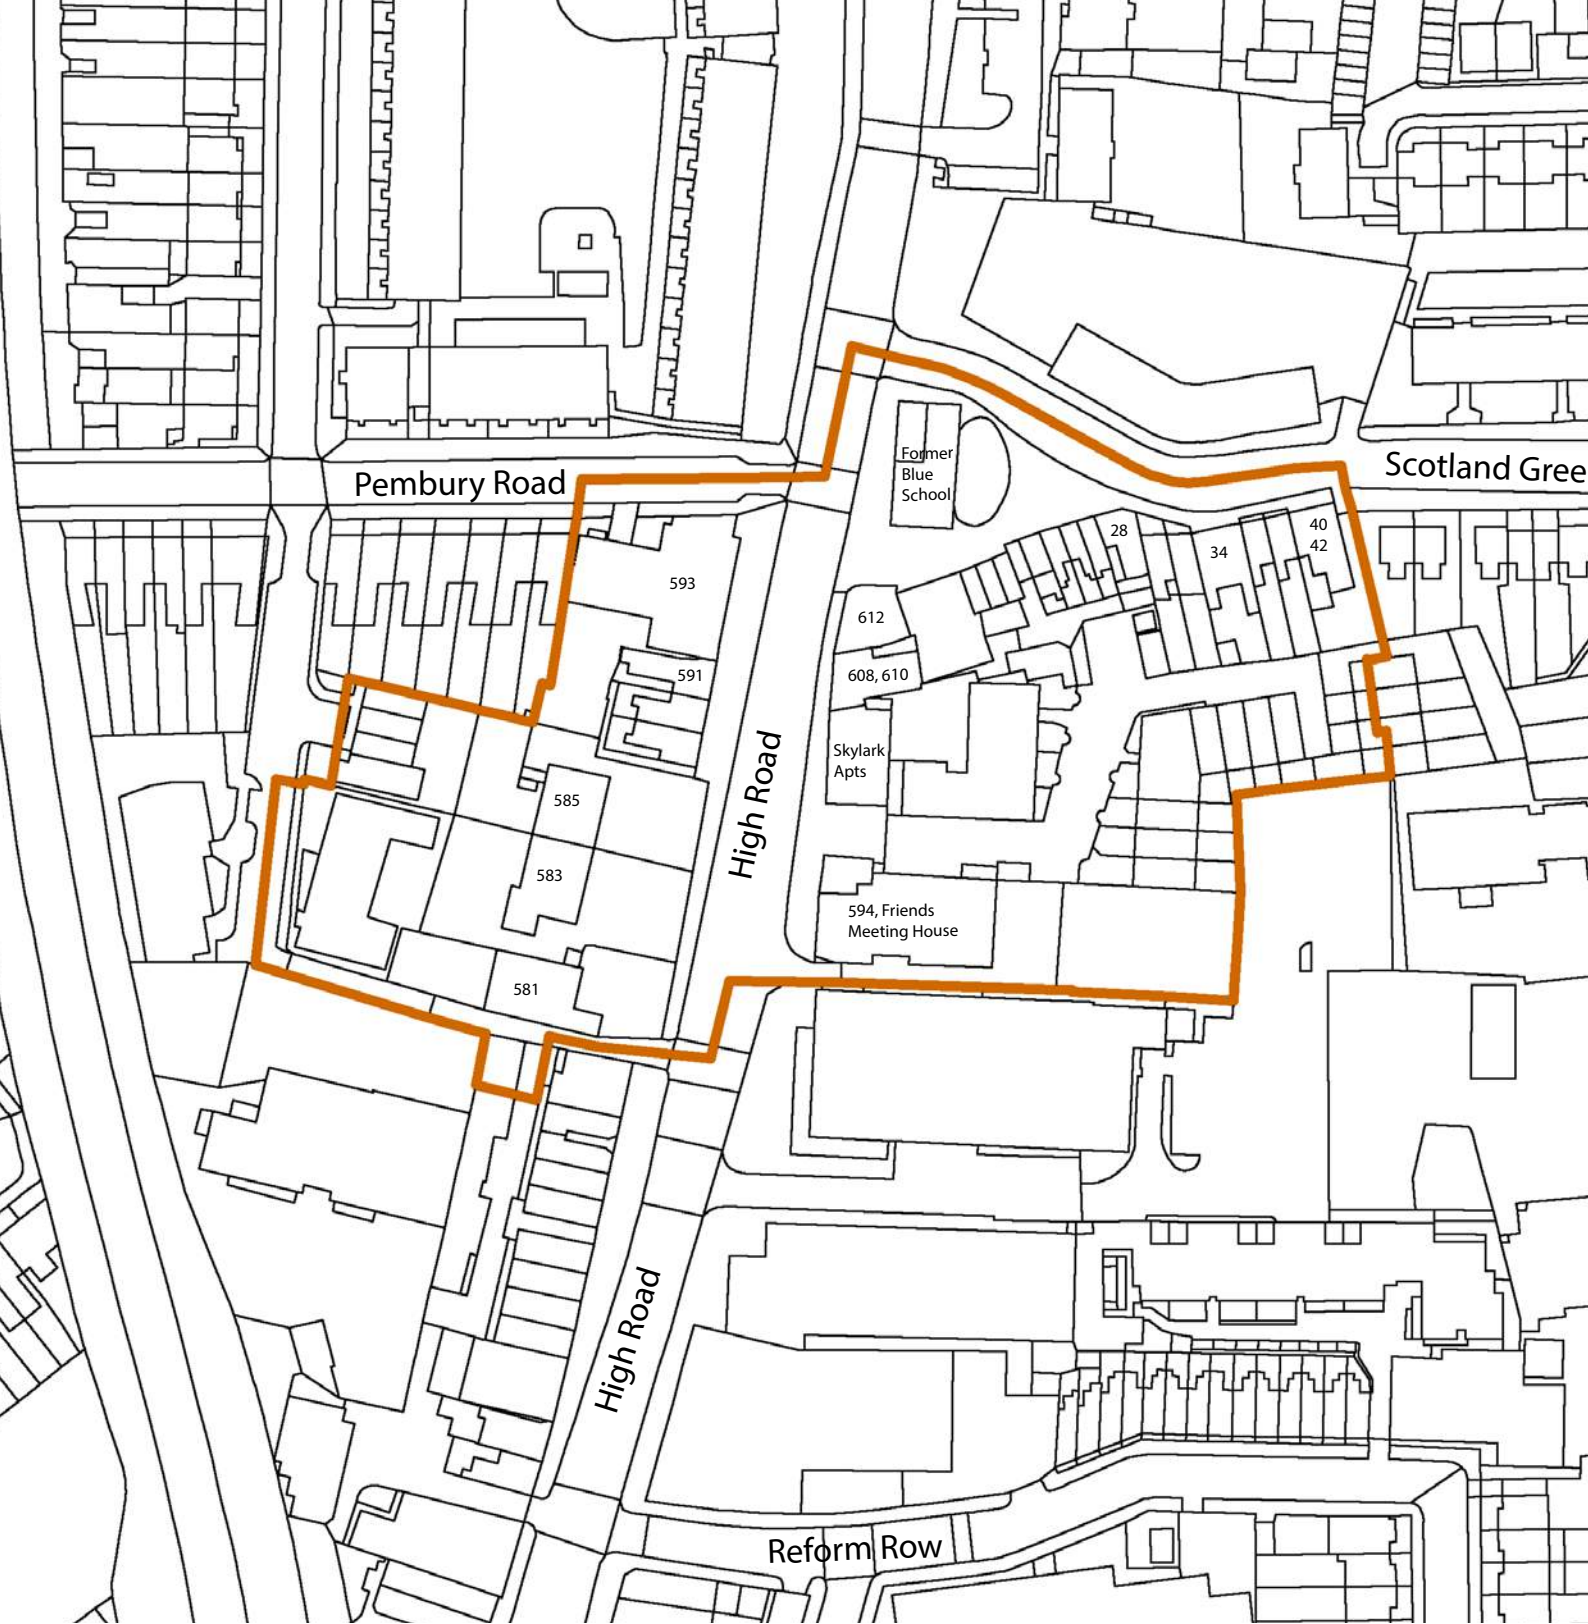 Pembury Road
Scotland Gree
Former
Blue
School
28
34
40
42
593
612
591
608, 610
Skylark
Apts
High Road
585
583
594, Friends
Meeting House
581
High Road
Reform Row